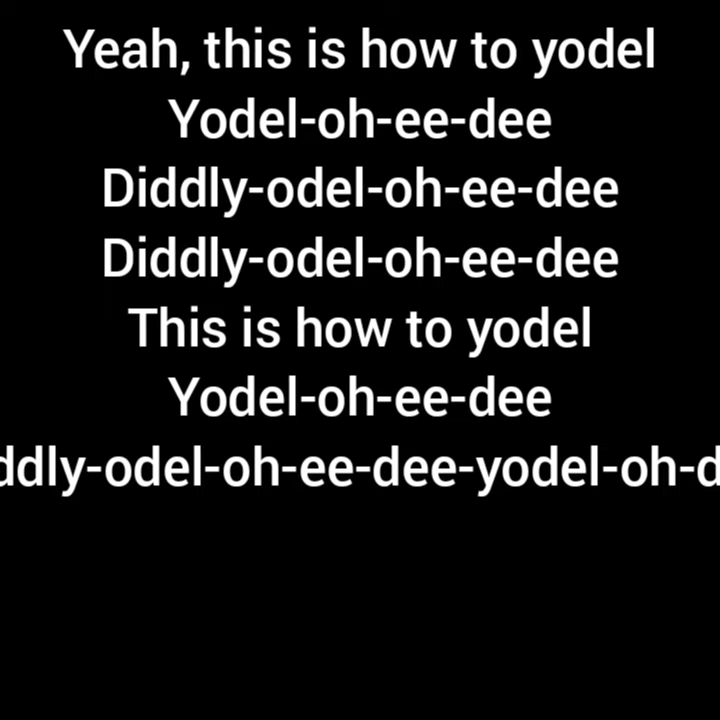 Yeah, this is how to yodel
Yodel-oh-ee-dee
Diddly-odel-oh-ee-dee
Diddly-odel-oh-ee-dee
This is how to yodel
Yodel-oh-ee-dee
ddly-odel-oh-ee-dee-yodel-oh-d